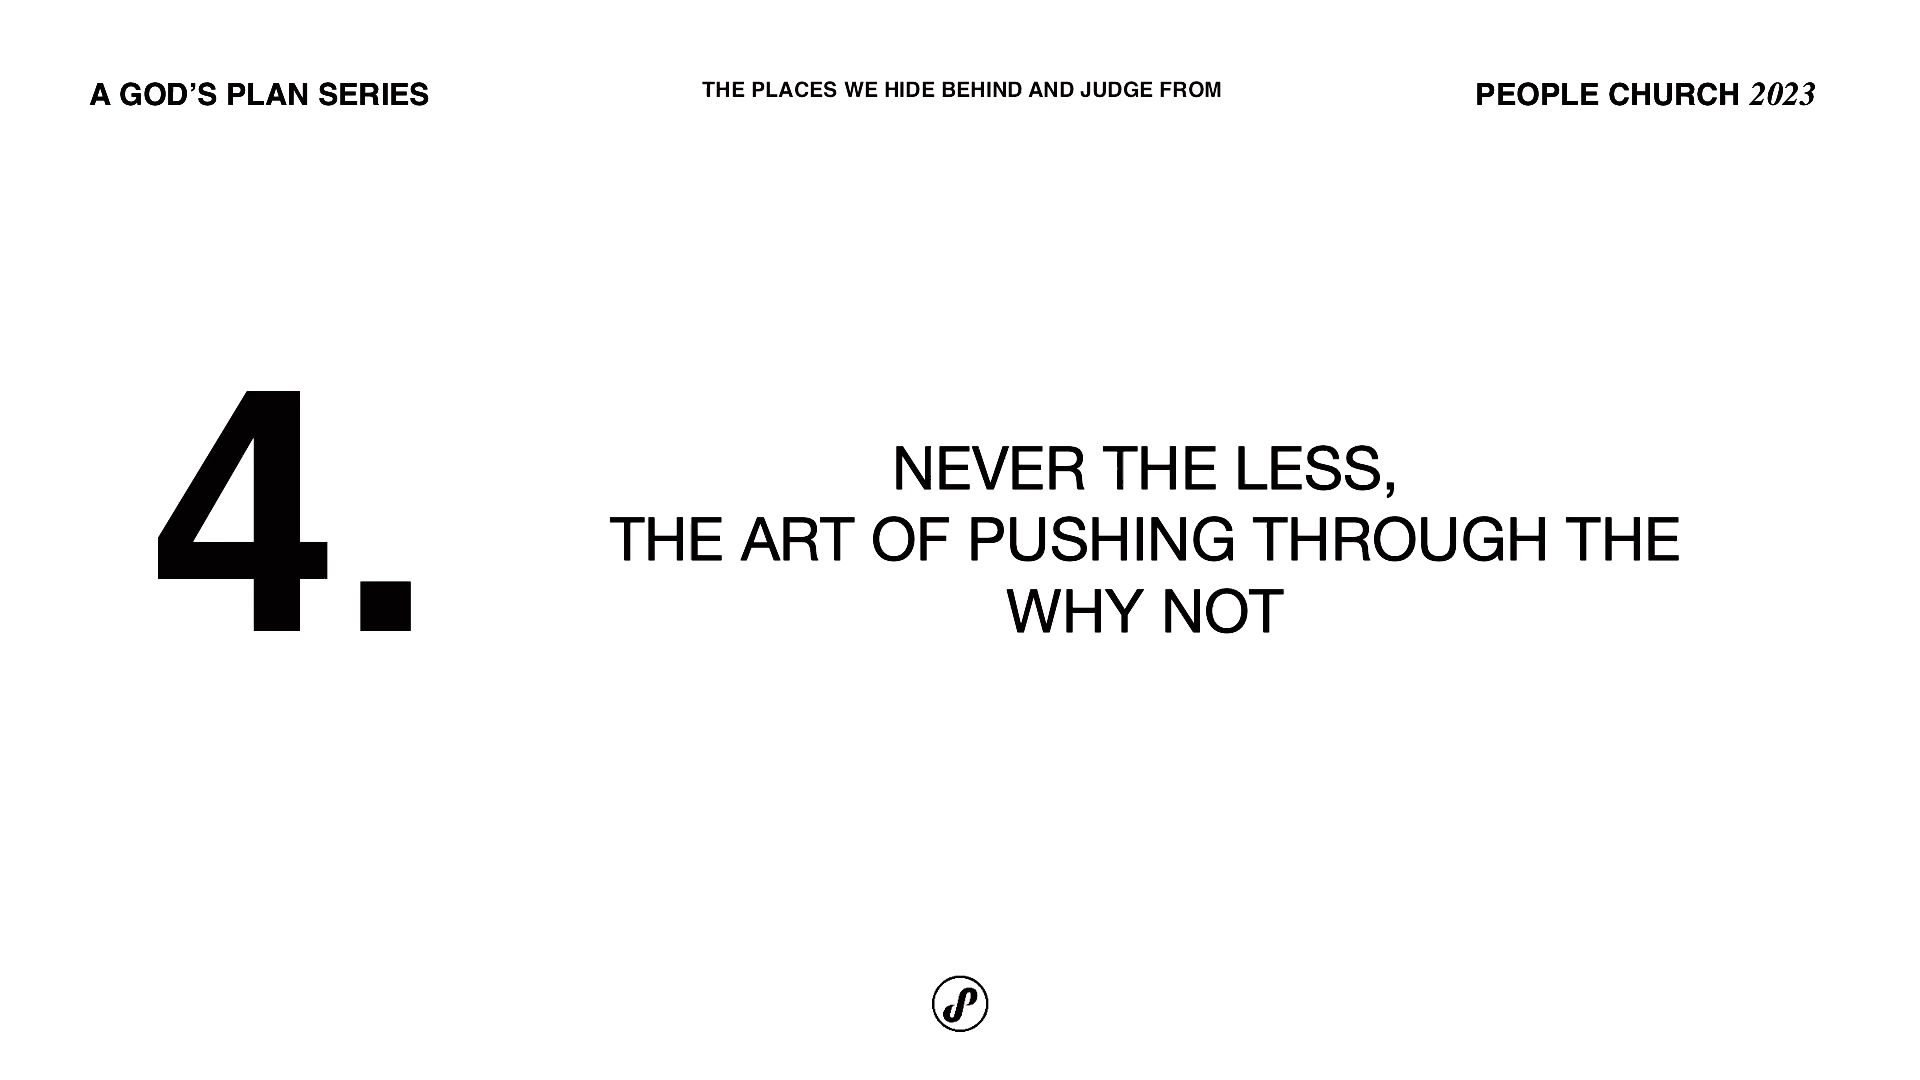 A GOD’S PLAN SERIES
THE PLACES WE HIDE BEHIND AND JUDGE FROM
PEOPLE CHURCH 2023
4.
NEVER THE LESS,
THE ART OF PUSHING THROUGH THE
WHY NOT
P